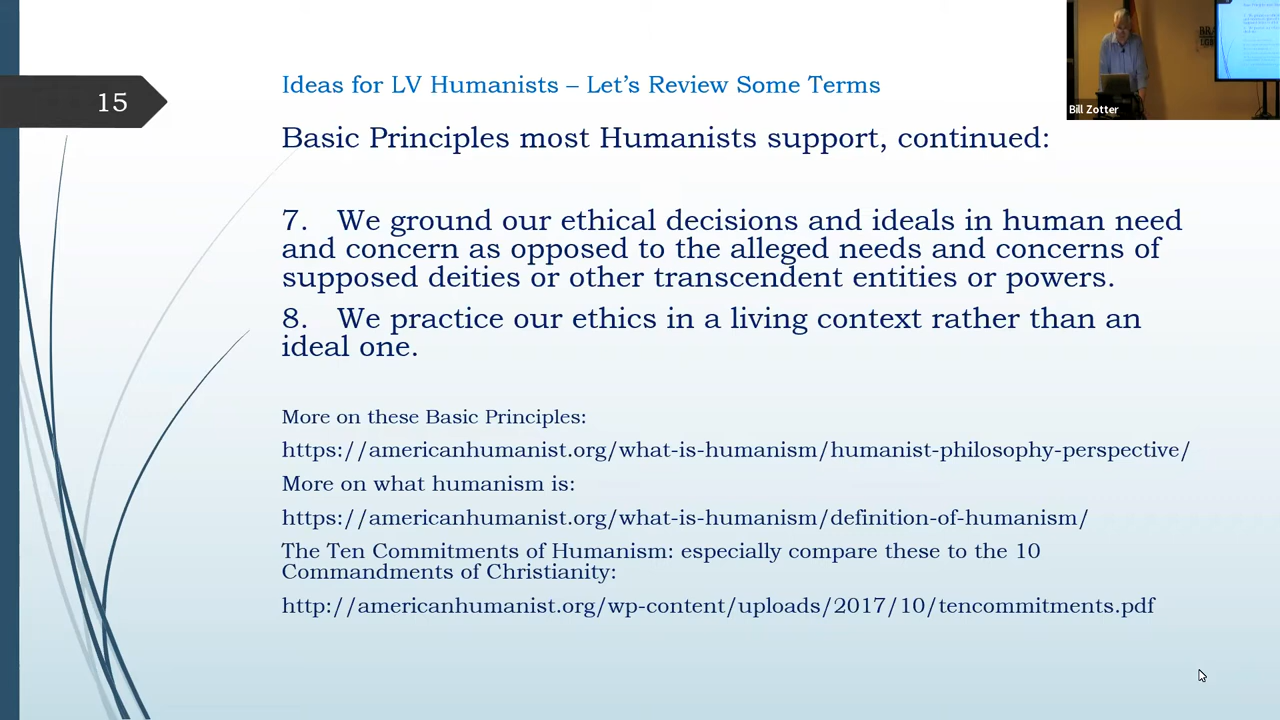 15
Ideas for LV Humanists – Let's Review Some Terms
Basic Principles most Humanists support, continued:
7. We ground our ethical decisions and ideals in human need
and concern as opposed to the alleged needs and concerns of
supposed deities or other transcendent entities or powers.
8. We practice our ethics in a living context rather than an
ideal one.
More on these Basic Principles:
https://americanhumanist.org/what-is-humanism/humanist-philosophy-perspective/
More on what humanism is:
https://americanhumanist.org/what-is-humanism/definition-of-humanism/
The Ten Commitments of Humanism: especially compare these to the 10
Commandments of Christianity:
http://americanhumanist.org/wp-content/uploads/2017/10/tencommitments.pdf
Bill Zotter